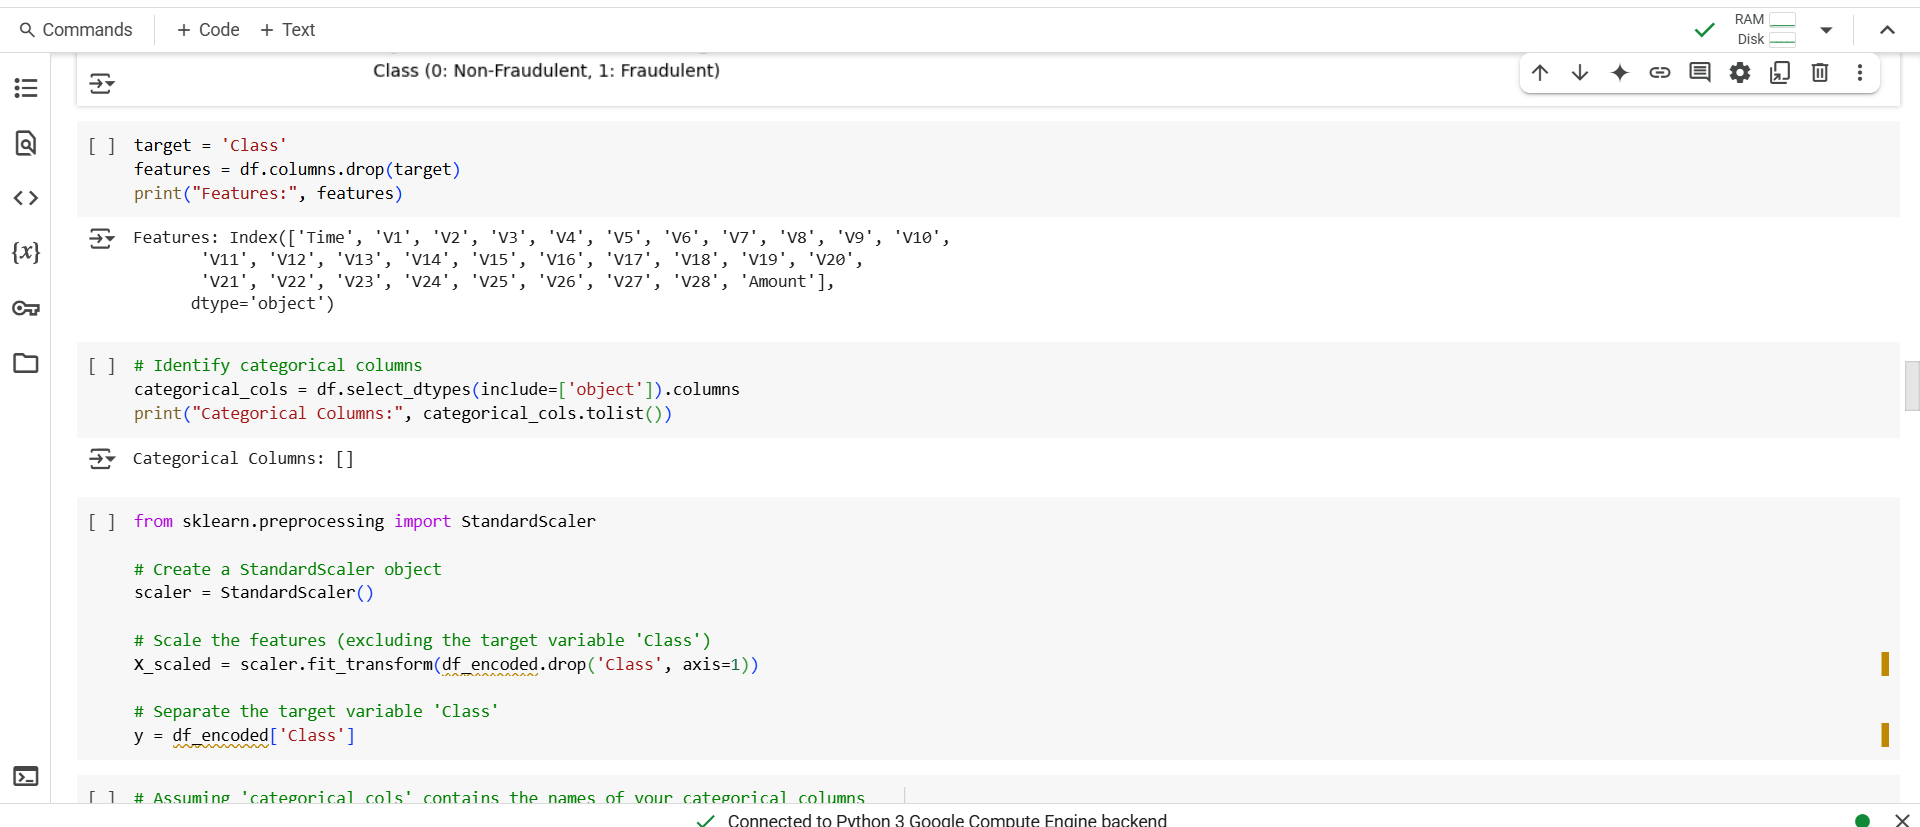 Commands
+ Code
+ Text
RAM
Disk
Class (0: Non-Fraudulent, 1: Fraudulent)
[ ] target = 'Class'
features = df.columns.drop(target)
print("Features:", features)
Features: Index(['Time', 'V1', 'V2', 'V3', 'V4', 'V5', 'V6', 'V7', 'V8', 'V9', 'V10',
'V11', 'V12', 'V13', 'V14', 'V15', 'V16', 'V17', 'V18', 'V19', 'V20',
'V21', 'V22', 'V23', 'V24', 'V25', 'V26', 'V27', 'V28', 'Amount'],
dtype='object')
[ ] # Identify categorical columns
categorical_cols = df.select_dtypes(include=['object']).columns
print("Categorical Columns:", categorical_cols.tolist())
Categorical Columns: []
[ ] from sklearn.preprocessing import StandardScaler
# Create a StandardScaler object
scaler = StandardScaler()
# Scale the features (excluding the target variable 'Class')
X_scaled = scaler.fit_transform(df_encoded.drop('Class', axis=1))
# Separate the target variable 'Class'
y = df_encoded['Class']
[ ] # Assuming 'categorical_cols' contains the names of your categorical columns
Connected to Python 3 Google Compute Engine backend